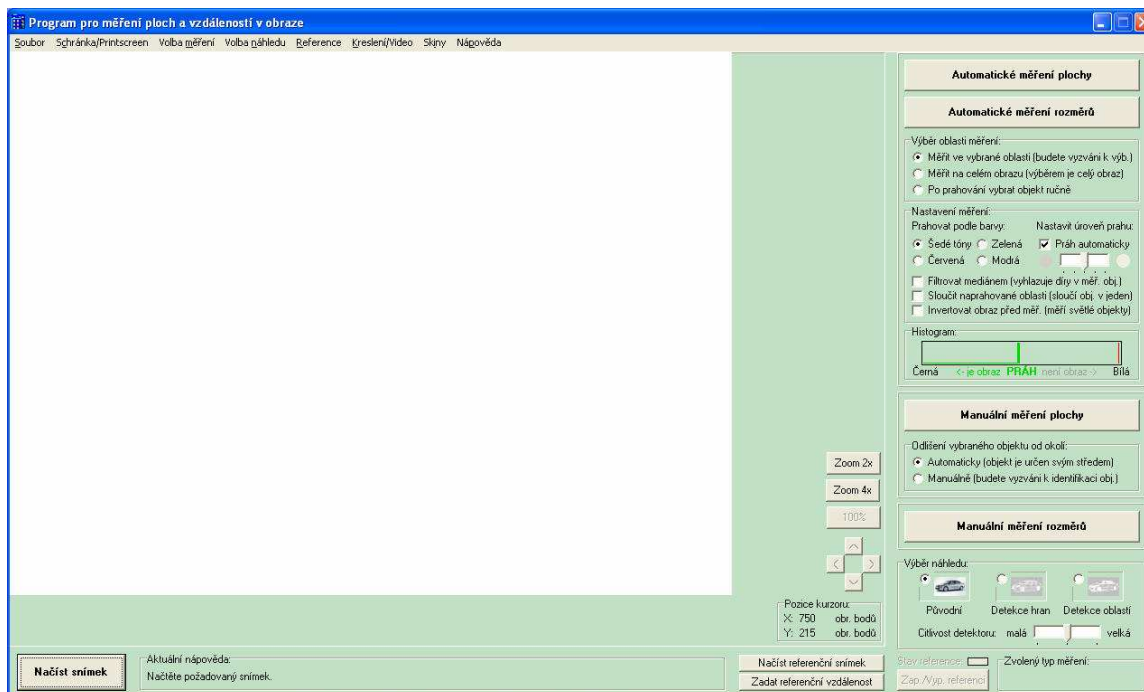 Program pro měření ploch a vzdáleností v obraze
Soubor Schránka/Printscreen Volba měření Volba náhledu Reference Kreslení/Video Skiny Nápověda
Automatické měření plochy
Automatické měření rozměrů
Výběr oblasti měření:
Měřit ve vybrané oblasti (budete vyzváni k výb.)
Měřit na celém obrazu (výběrem je celý obraz)
Po prahování vybrat objekt ručně
Nastavení měření:
Prahovat podle barvy: Nastavit úroveň prahu:
Šedé tóny Zelená Práh automaticky
Červená Modrá
Filtrovat mediánem (vyhlazuje díry v měř. obj.)
Sloučit naprahované oblasti (sloučí obj. v jeden)
Invertovat obraz před měř. (měří světlé objekty)
Histogram:
Černá <- je obraz PRÁH není obraz -> Bílá
Manuální měření plochy
Odlišení vybraného objektu od okolí:
Automaticky (objekt je určen svým středem)
Manuálně (budete vyzváni k identifikaci obj.)
Zoom 2x
Zoom 4x
100%
Manuální měření rozměrů
Výběr náhledu:
Původní Detekce hran Detekce oblastí
Citlivost detektoru: malá velká
Pozice kurzoru:
X: 750 obr. bodů
Y: 215 obr. bodů
Načíst snímek
Aktuální nápověda:
Načtěte požadovaný snímek.
Načíst referenční snímek
Zadat referenční vzdálenost
Stav reference:
Zap./Vyp. referenci
Zvolený typ měření: